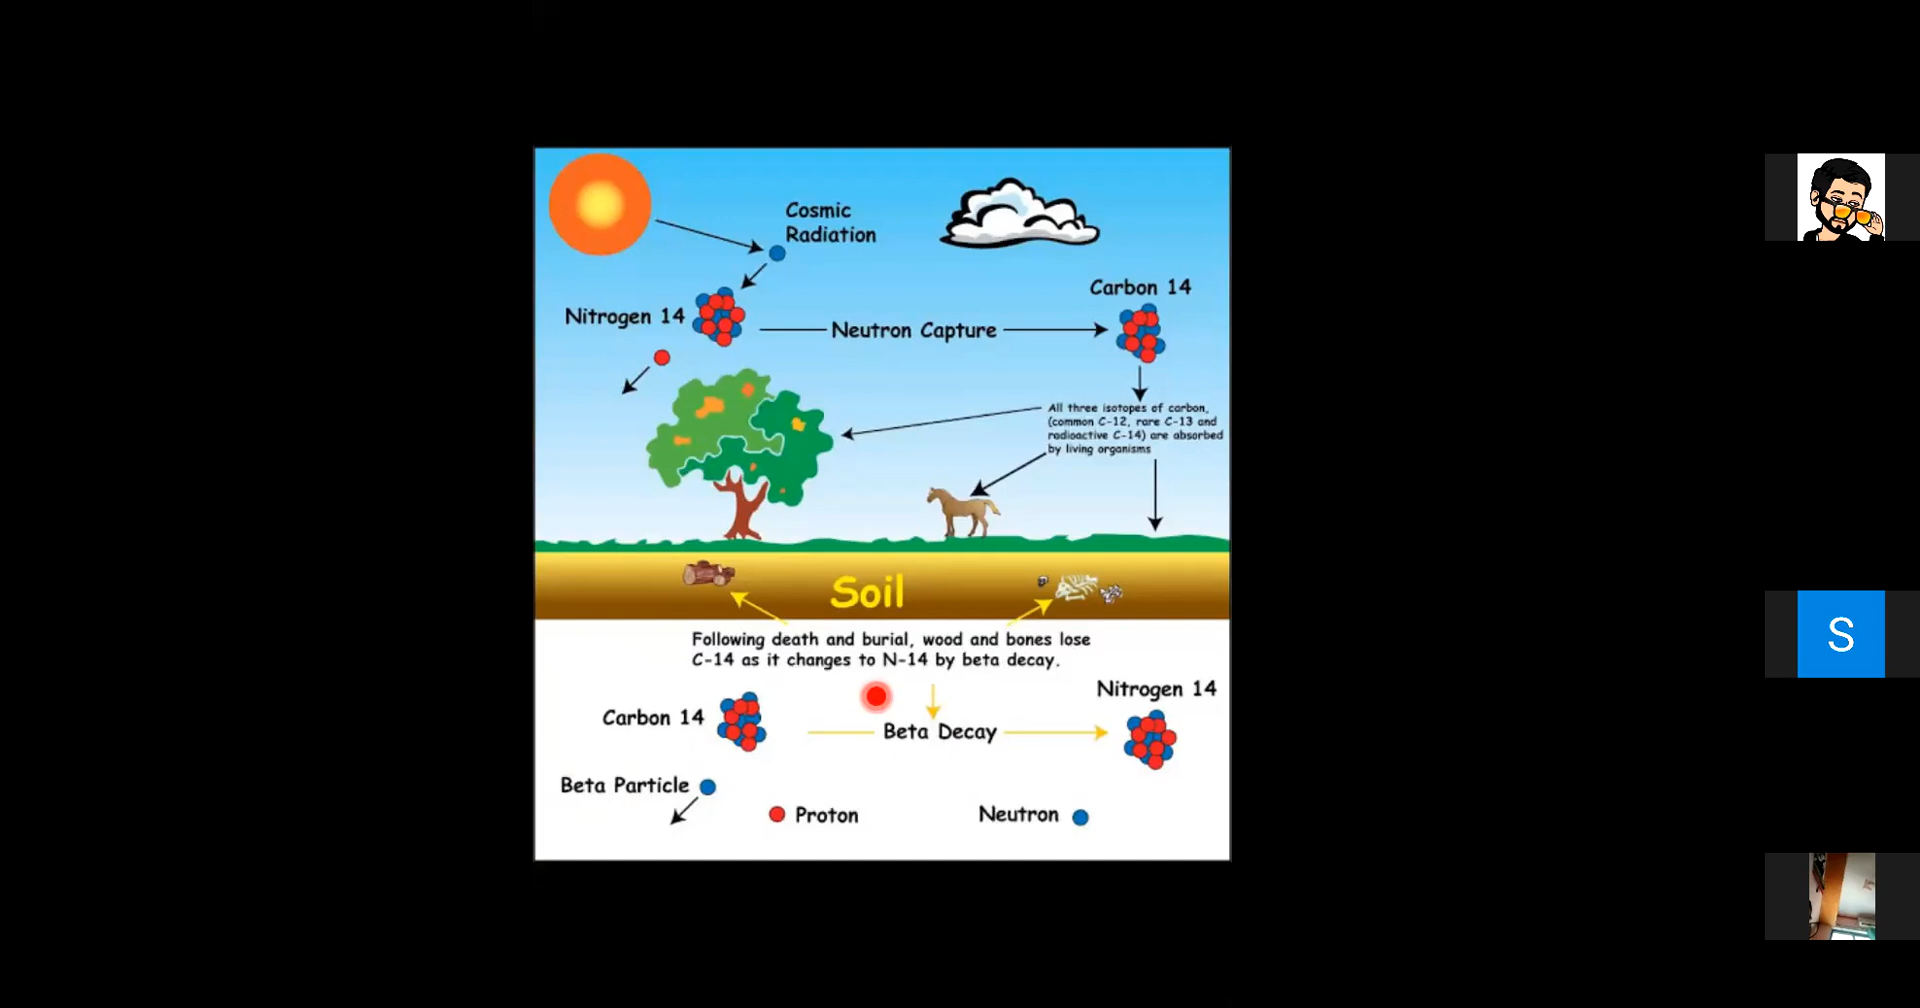 Cosmic
Radiation
Carbon 14
Nitrogen 14
Neutron Capture
All three isotopes of carbon,
(common C-12, rare C-13 and
radioactive C-14) are absorbed
by living organisms
Soil
Following death and burial, wood and bones lose
C-14 as it changes to N-14 by beta decay.
Nitrogen 14
Carbon 14
Beta Decay
Beta Particle
Proton
Neutron
S